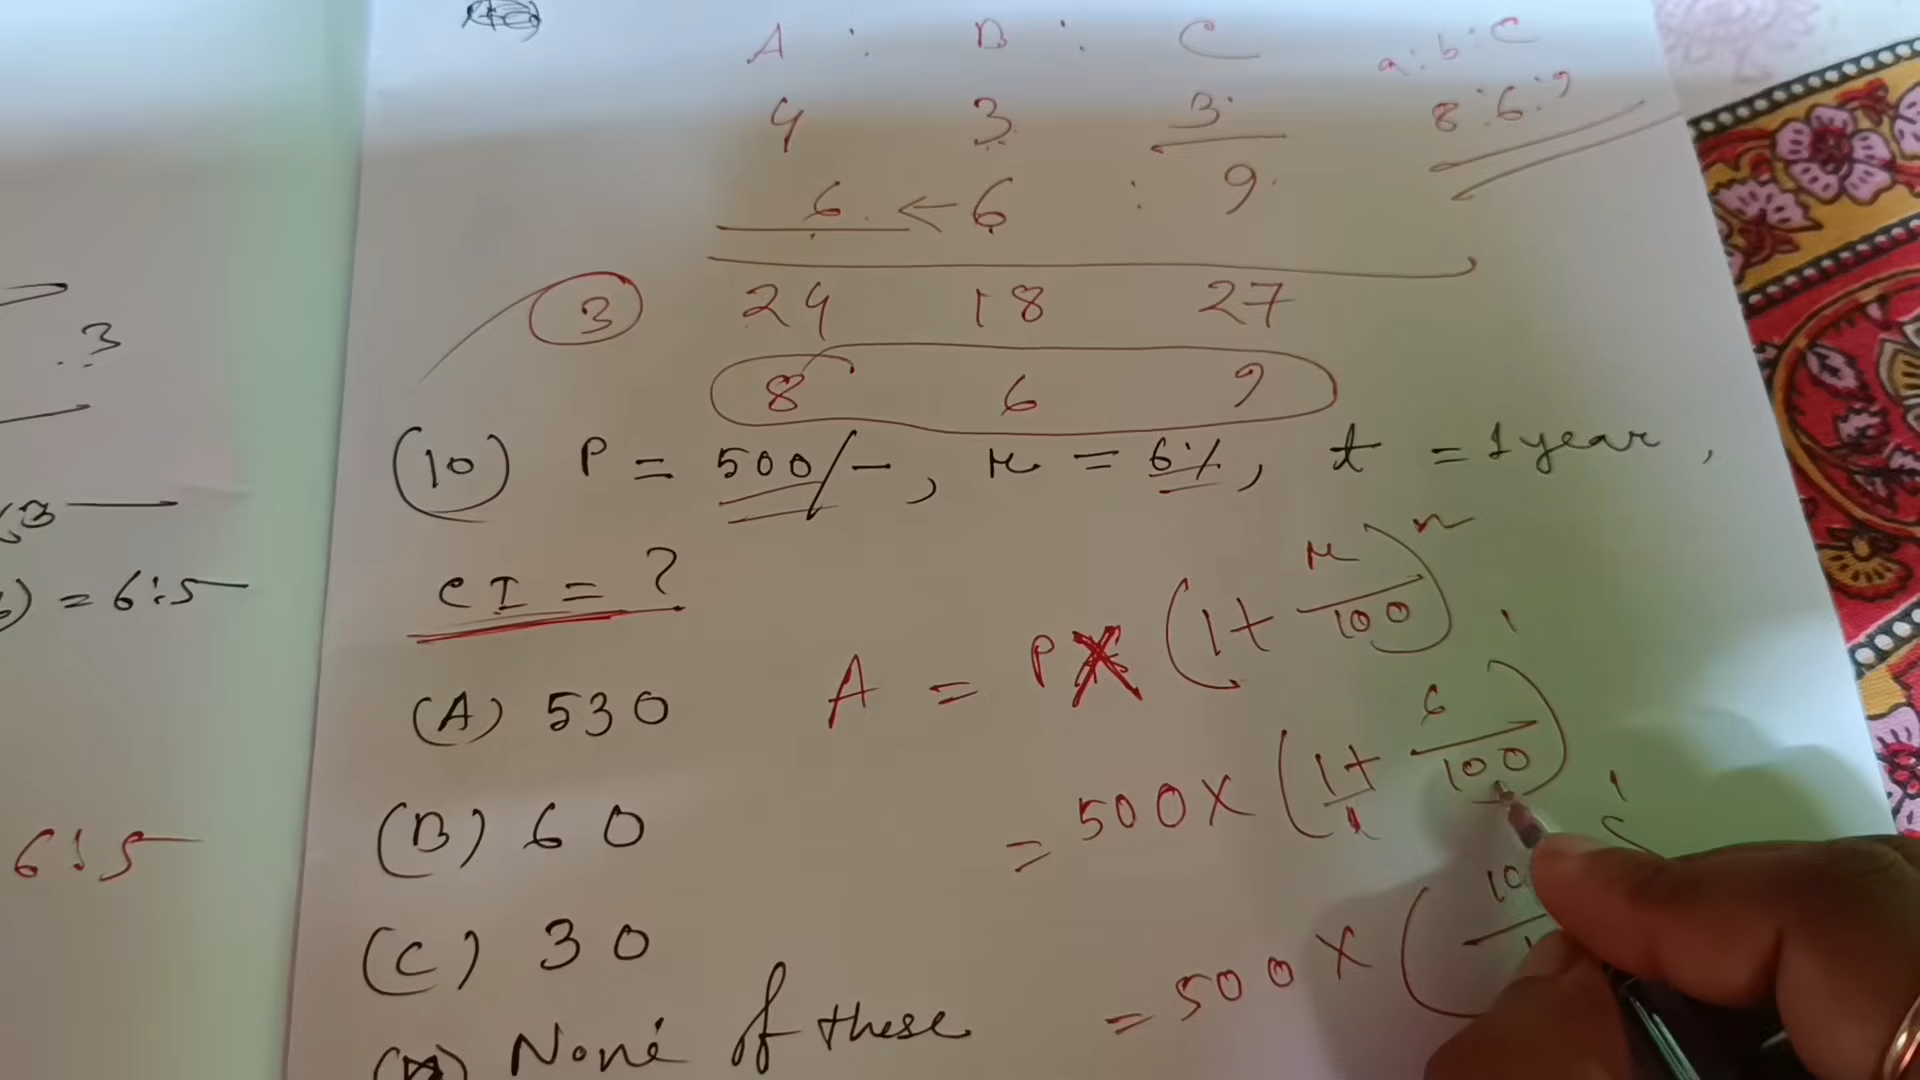 A : B : C
a:b:c
4 3 3
8:6:9
6 ← 6 : 9
3 24 18 27
8 6 9
(10) P = 500/-, r = 6%, t = 1 year,
CI = ?
A = P (1+ r/100)^n
(A) 530
= 500 × (1/1 + 6/100)^1
(B) 60
(C) 30
= 500 × (
None of these
.3
= 6:5
6:5